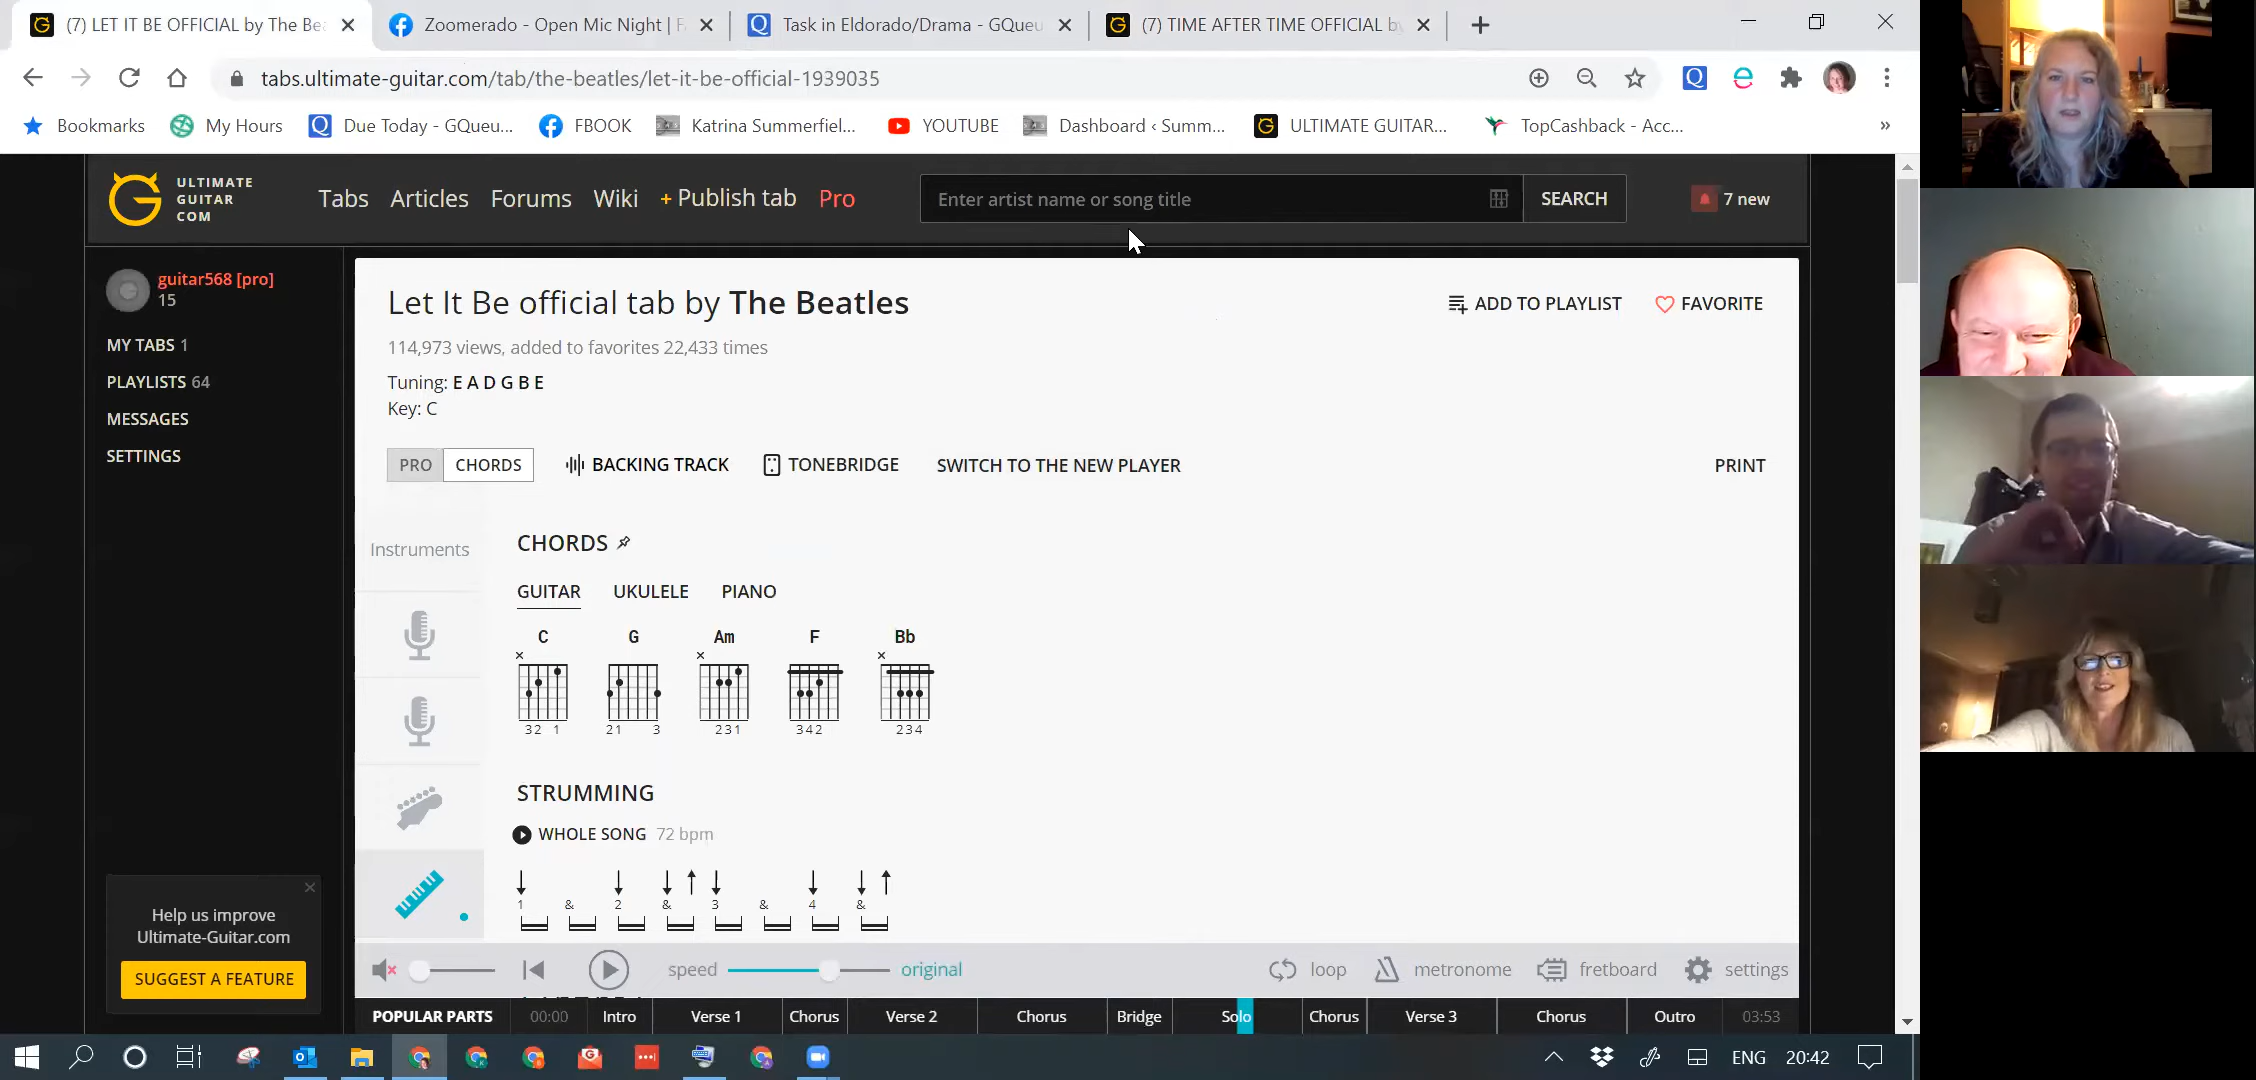 (7) LET IT BE OFFICIAL by The Bea
Zoomerado - Open Mic Night | F
Task in Eldorado/Drama - GQueu
(7) TIME AFTER TIME OFFICIAL by
tabs.ultimate-guitar.com/tab/the-beatles/let-it-be-official-1939035
Bookmarks
My Hours
Due Today - GQueu...
FBOOK
Katrina Summerfiel...
YOUTUBE
Dashboard ‹ Summ...
ULTIMATE GUITAR...
TopCashback - Acc...
»
ULTIMATE
GUITAR
COM
Tabs
Articles
Forums
Wiki
+ Publish tab
Pro
Enter artist name or song title
SEARCH
7 new
guitar568 [pro]
15
MY TABS 1
PLAYLISTS 64
MESSAGES
SETTINGS
Let It Be official tab by The Beatles
ADD TO PLAYLIST
FAVORITE
114,973 views, added to favorites 22,433 times
Tuning: E A D G B E
Key: C
PRO
CHORDS
BACKING TRACK
TONEBRIDGE
SWITCH TO THE NEW PLAYER
PRINT
Instruments
CHORDS
GUITAR
UKULELE
PIANO
C G Am F Bb
x x x
32 1
21 3
231
342
234
STRUMMING
WHOLE SONG 72 bpm
1 & 2 & 3 & 4 &
Help us improve
Ultimate-Guitar.com
SUGGEST A FEATURE
speed
original
loop
metronome
fretboard
settings
POPULAR PARTS
00:00
Intro
Verse 1
Chorus
Verse 2
Chorus
Bridge
Solo
Chorus
Verse 3
Chorus
Outro
03:53
ENG
20:42